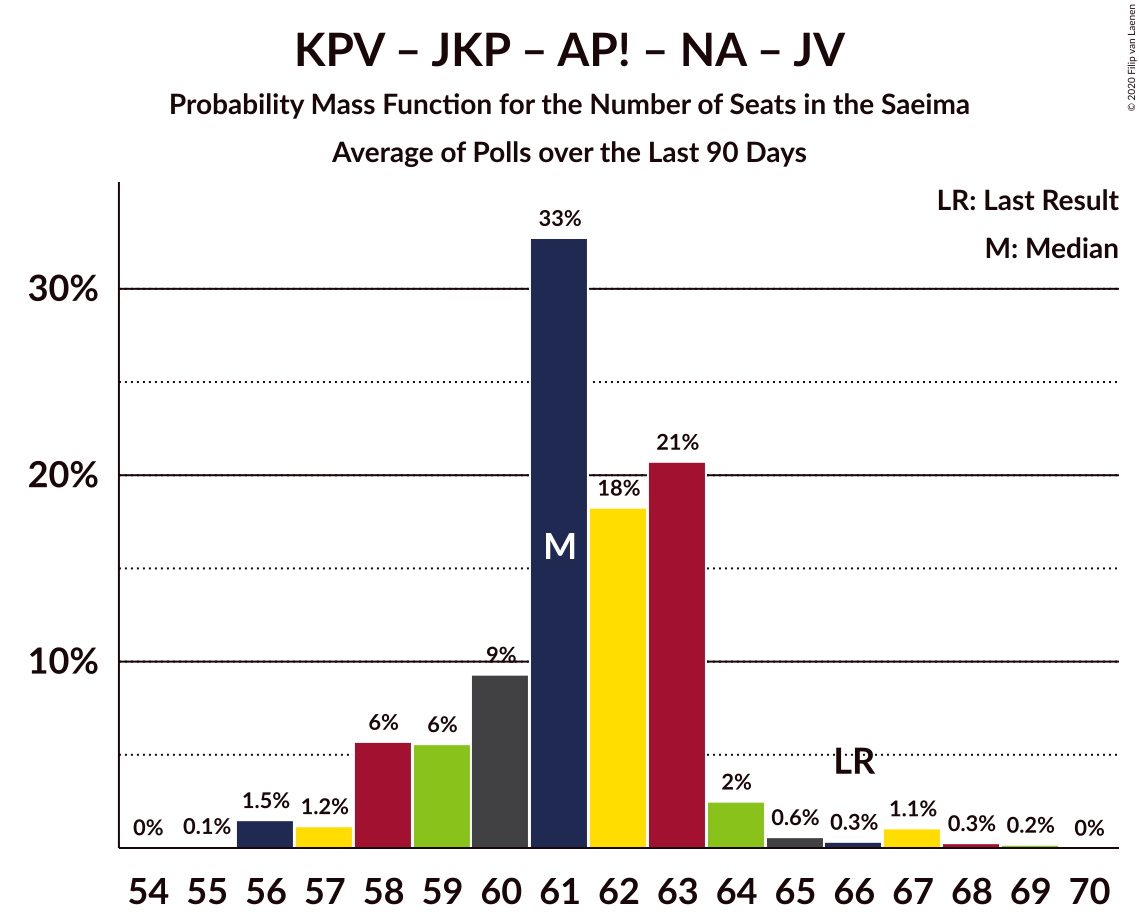 KPV – JKP – AP! – NA – JV
Probability Mass Function for the Number of Seats in the Saeima
Average of Polls over the Last 90 Days
© 2020 Filip van Laenen
LR: Last Result
M: Median
30%
20%
10%
0%
0.1%
1.5%
1.2%
6%
6%
9%
33%
M
18%
21%
2%
0.6%
LR
0.3%
1.1%
0.3%
0.2%
0%
54 55 56 57 58 59 60 61 62 63 64 65 66 67 68 69 70